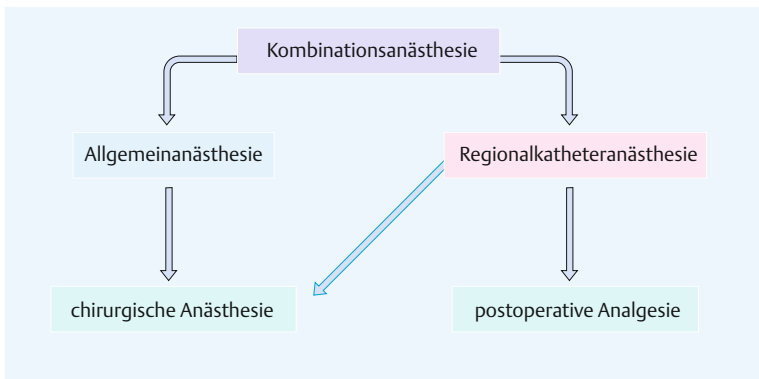 Kombinationsanästhesie
Allgemeinanästhesie
Regionalkatheteranästhesie
chirurgische Anästhesie
postoperative Analgesie